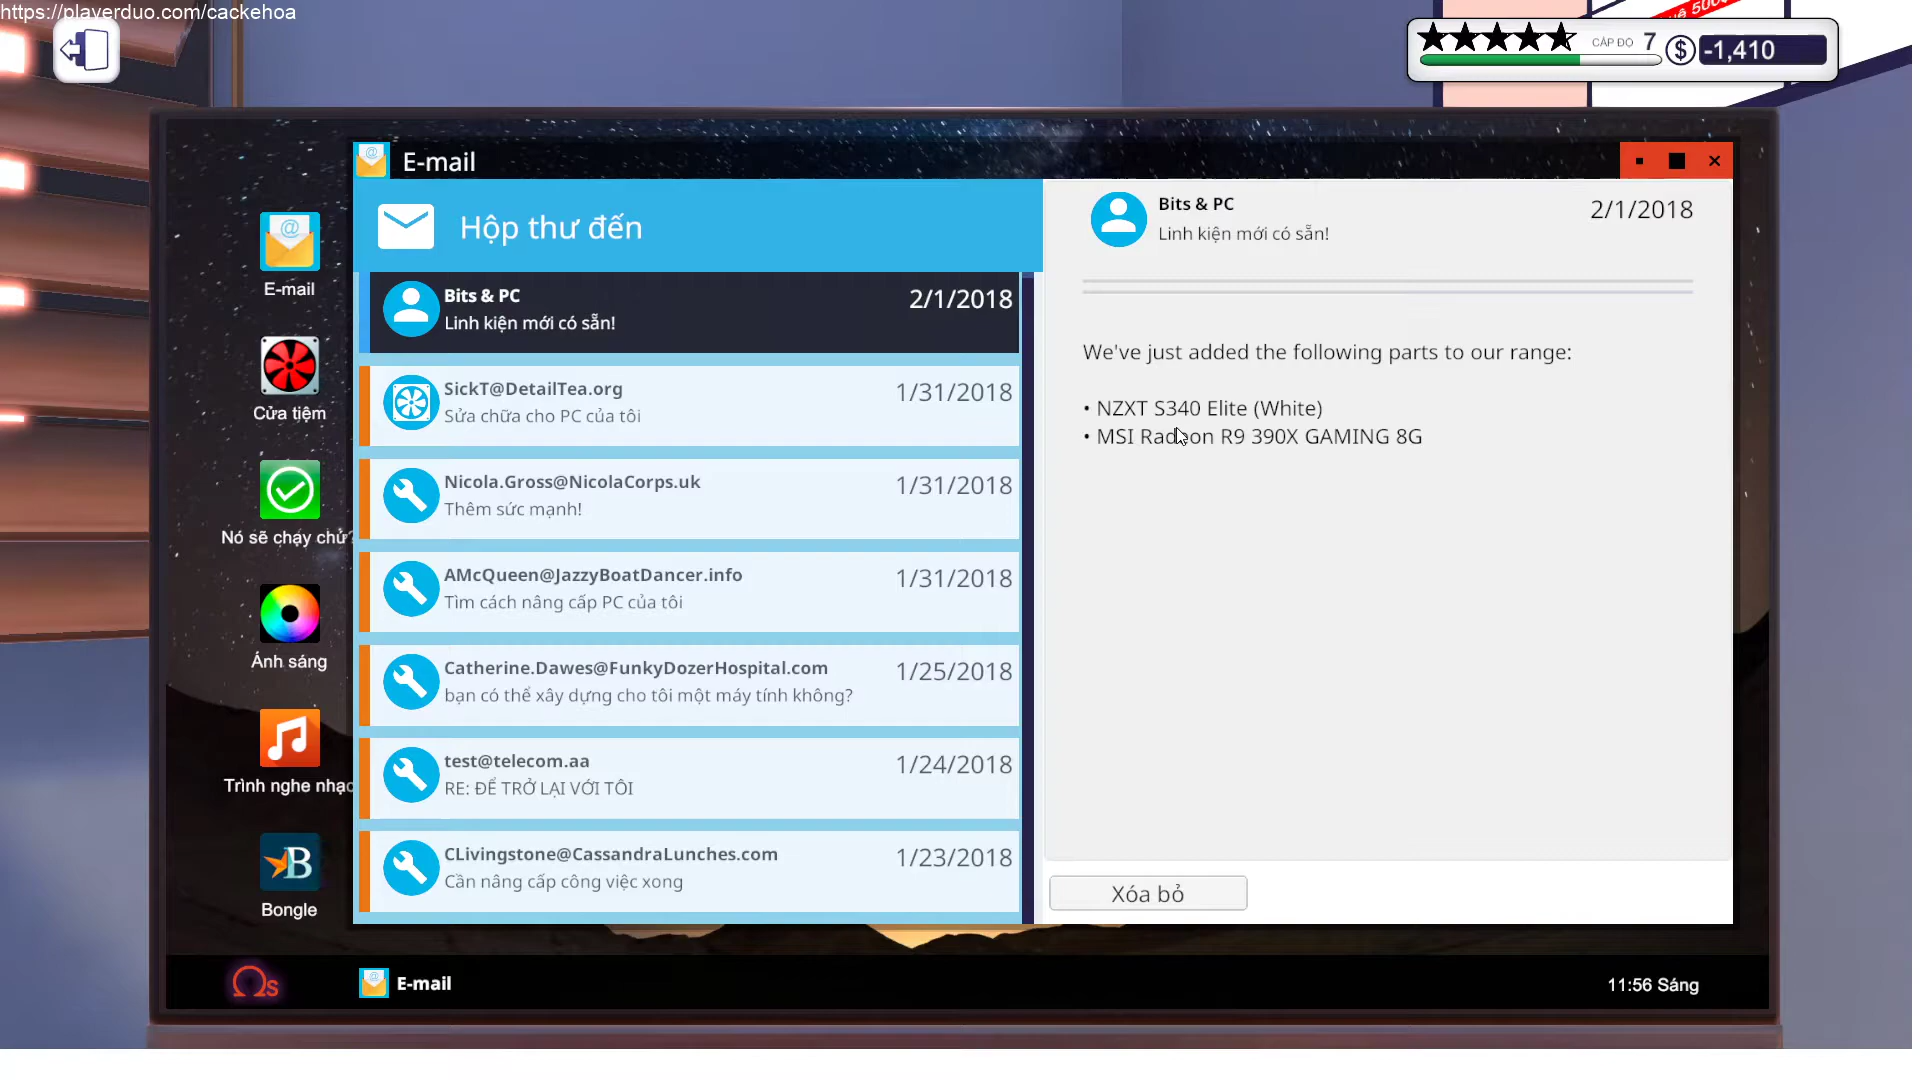 https://playerduo.com/cackehoa
500
CẤP ĐỘ 7
$ -1,410
E-mail
Hộp thư đến
Bits & PC
2/1/2018
Linh kiện mới có sẵn!
SickT@DetailTea.org
1/31/2018
Sửa chữa cho PC của tôi
Nicola.Gross@NicolaCorps.uk
1/31/2018
Thêm sức mạnh!
AMcQueen@JazzyBoatDancer.info
1/31/2018
Tìm cách nâng cấp PC của tôi
Catherine.Dawes@FunkyDozerHospital.com
1/25/2018
bạn có thể xây dựng cho tôi một máy tính không?
test@telecom.aa
1/24/2018
RE: ĐỂ TRỞ LẠI VỚI TÔI
CLivingstone@CassandraLunches.com
1/23/2018
Cần nâng cấp công việc xong
Bits & PC
2/1/2018
Linh kiện mới có sẵn!
We've just added the following parts to our range:
• NZXT S340 Elite (White)
• MSI Radeon R9 390X GAMING 8G
Xóa bỏ
E-mail
Cửa tiệm
Nó sẽ chạy chứ?
Ánh sáng
Trình nghe nhạc
B
Bongle
Ωs
E-mail
11:56 Sáng